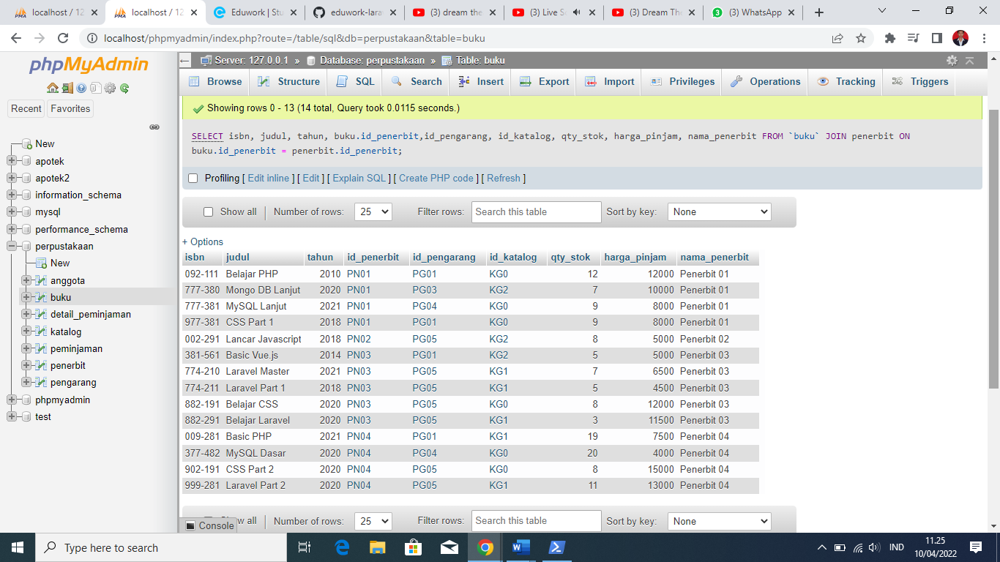 localhost / 12
localhost / 12
Eduwork | Stu
eduwork-lara
(3) dream the
(3) Live S
(3) Dream The
(3) WhatsApp
localhost/phpmyadmin/index.php?route=/table/sql&db=perpustakaan&table=buku
phpMyAdmin
Recent Favorites
New
apotek
apotek2
information_schema
mysql
performance_schema
perpustakaan
New
anggota
buku
detail_peminjaman
katalog
peminjaman
penerbit
pengarang
phpmyadmin
test
Server: 127.0.0.1 » Database: perpustakaan » Table: buku
Browse Structure SQL Search Insert Export Import Privileges Operations Tracking Triggers
Showing rows 0 - 13 (14 total, Query took 0.0115 seconds.)
SELECT isbn, judul, tahun, buku.id_penerbit,id_pengarang, id_katalog, qty_stok, harga_pinjam, nama_penerbit FROM `buku` JOIN penerbit ON
buku.id_penerbit = penerbit.id_penerbit;
Profiling [ Edit inline ] [ Edit ] [ Explain SQL ] [ Create PHP code ] [ Refresh ]
Show all | Number of rows: 25 Filter rows: Search this table Sort by key: None
+ Options
isbn judul tahun id_penerbit id_pengarang id_katalog qty_stok harga_pinjam nama_penerbit
092-111 Belajar PHP 2010 PN01 PG01 KG0 12 12000 Penerbit 01
777-380 Mongo DB Lanjut 2020 PN01 PG03 KG2 7 10000 Penerbit 01
777-381 MySQL Lanjut 2021 PN01 PG04 KG0 9 8000 Penerbit 01
977-381 CSS Part 1 2018 PN01 PG01 KG0 9 8000 Penerbit 01
002-291 Lancar Javascript 2018 PN02 PG05 KG2 8 5000 Penerbit 02
381-561 Basic Vue.js 2014 PN03 PG01 KG2 5 5000 Penerbit 03
774-210 Laravel Master 2021 PN03 PG05 KG1 7 6500 Penerbit 03
774-211 Laravel Part 1 2018 PN03 PG05 KG1 5 4500 Penerbit 03
882-191 Belajar CSS 2020 PN03 PG05 KG0 8 12000 Penerbit 03
882-291 Belajar Laravel 2020 PN03 PG05 KG1 3 11500 Penerbit 03
009-281 Basic PHP 2021 PN04 PG01 KG1 19 7500 Penerbit 04
377-482 MySQL Dasar 2020 PN04 PG04 KG0 20 4000 Penerbit 04
902-191 CSS Part 2 2020 PN04 PG05 KG0 8 15000 Penerbit 04
999-281 Laravel Part 2 2020 PN04 PG05 KG1 11 13000 Penerbit 04
all | Number of rows: 25 Filter rows: Search this table Sort by key: None
Console
Type here to search
IND
11.25
10/04/2022